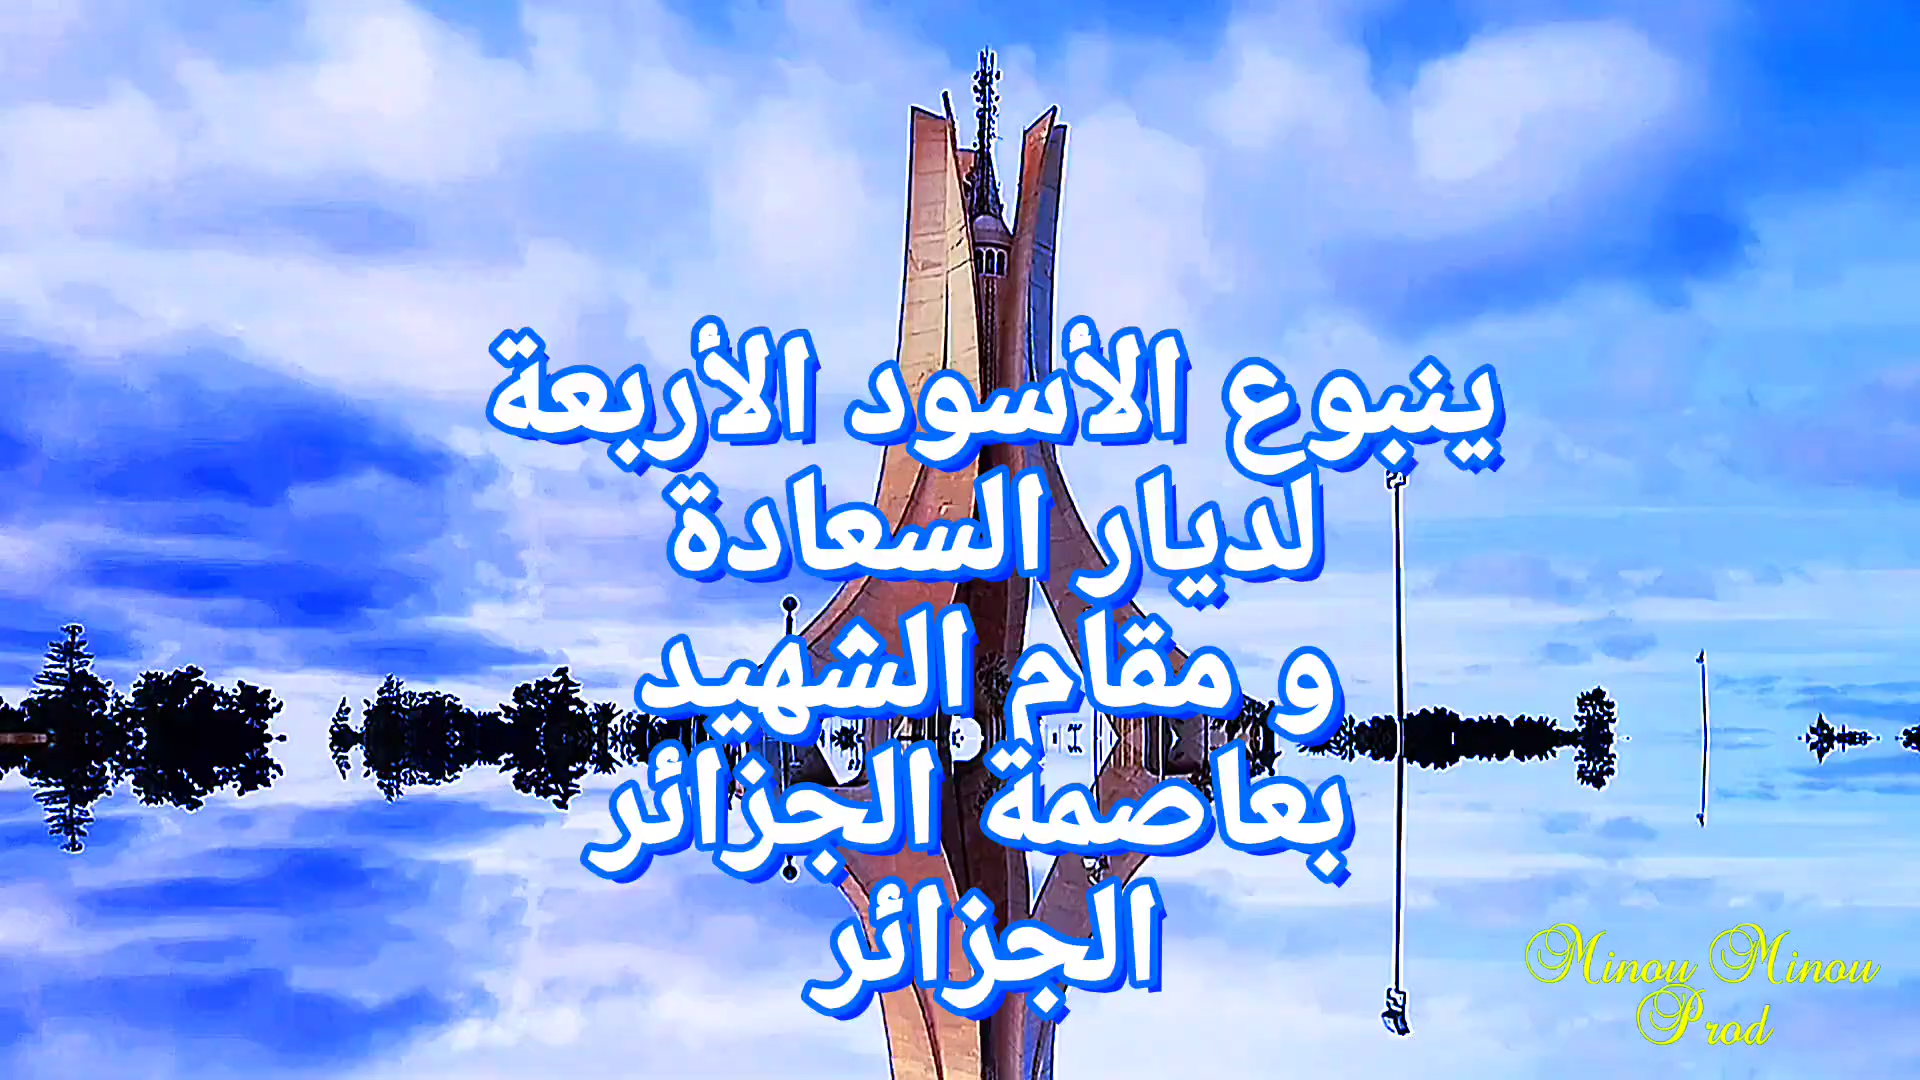 ينبوع الأسود الأربعة
لديار السعادة
و مقام الشهيد
بعاصمة الجزائر
الجزائر
Minou Minou
Prod